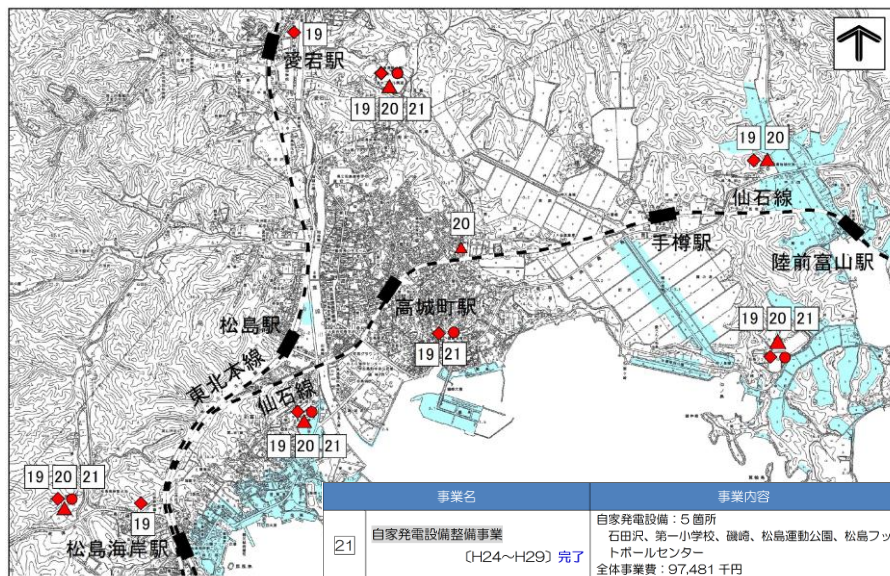 19
愛宕駅
19 20 21
19 20
仙石線
20
手樽駅
陸前富山駅
松島駅
高城町駅
19 20 21
19 21
東北本線
仙石線
19 20 21
19 20 21
19
松島海岸駅
事業名 事業内容
21 自家発電設備整備事業
〔H24～H29〕完了
自家発電設備：5箇所
石田沢、第一小学校、磯崎、松島運動公園、松島フッ
トボールセンター
全体事業費：97,481 千円